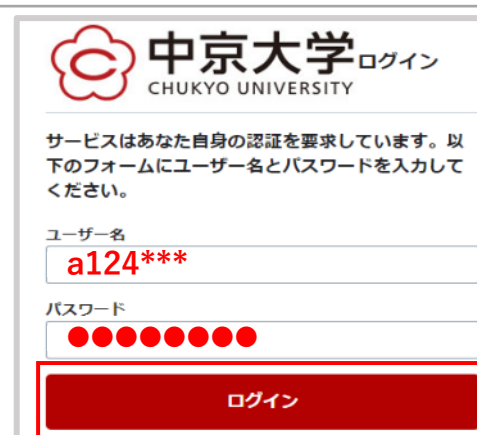 中京大学ログイン
CHUKYO UNIVERSITY
サービスはあなた自身の認証を要求しています。以
下のフォームにユーザー名とパスワードを入力して
ください。
ユーザー名
a124***
パスワード
●●●●●●●●
ログイン